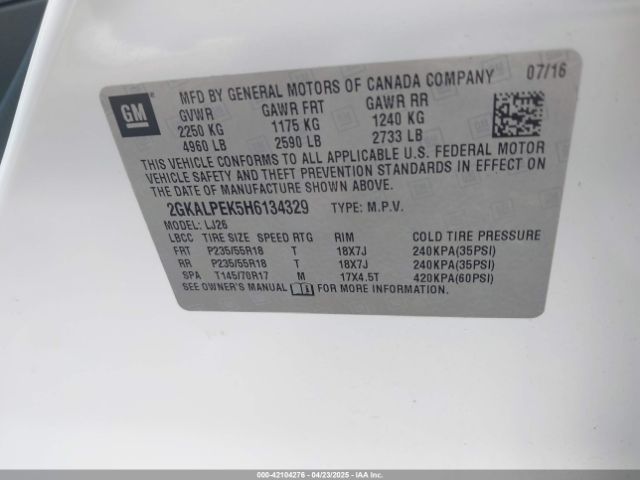 GM
MFD BY GENERAL MOTORS OF CANADA COMPANY 07/16
GVWR GAWR FRT GAWR RR
2250 KG 1175 KG 1240 KG
4960 LB 2590 LB 2733 LB
THIS VEHICLE CONFORMS TO ALL APPLICABLE U.S. FEDERAL MOTOR
VEHICLE SAFETY AND THEFT PREVENTION STANDARDS IN EFFECT ON
THE DATE OF MANUFACTURE SHOWN ABOVE.
2GKALPEK5H6134329 TYPE: M.P.V.
MODEL: LJ26
LBCC TIRE SIZE SPEED RTG RIM COLD TIRE PRESSURE
FRT P235/55R18 T 18X7J 240KPA(35PSI)
RR P235/55R18 T 18X7J 240KPA(35PSI)
SPA T145/70R17 M 17X4.5T 420KPA(60PSI)
SEE OWNER'S MANUAL FOR MORE INFORMATION.
000-42104276 - 04/23/2025 - IAAI.COM